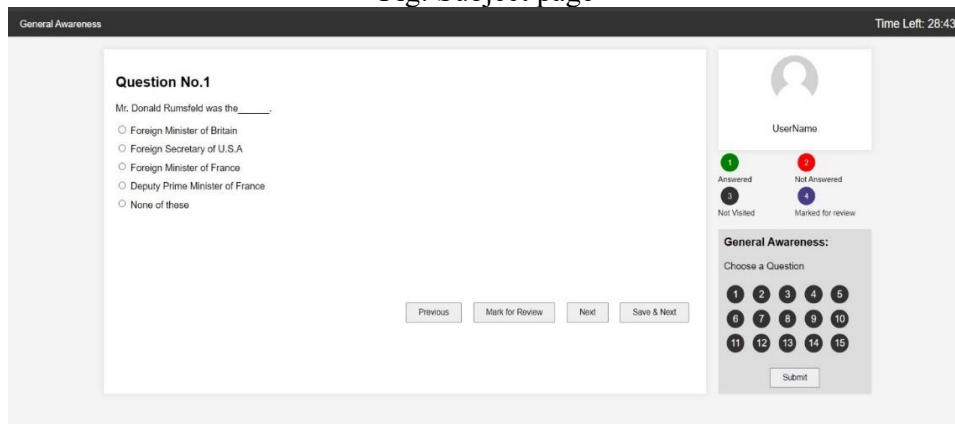 General Awareness
Time Left: 28:43
Question No.1
Mr. Donald Rumsfeld was the______.
Foreign Minister of Britain
Foreign Secretary of U.S.A
Foreign Minister of France
Deputy Prime Minister of France
None of these
Previous
Mark for Review
Next
Save & Next
UserName
1
2
Answered
Not Answered
3
4
Not Visited
Marked for review
General Awareness:
Choose a Question
1 2 3 4 5
6 7 8 9 10
11 12 13 14 15
Submit